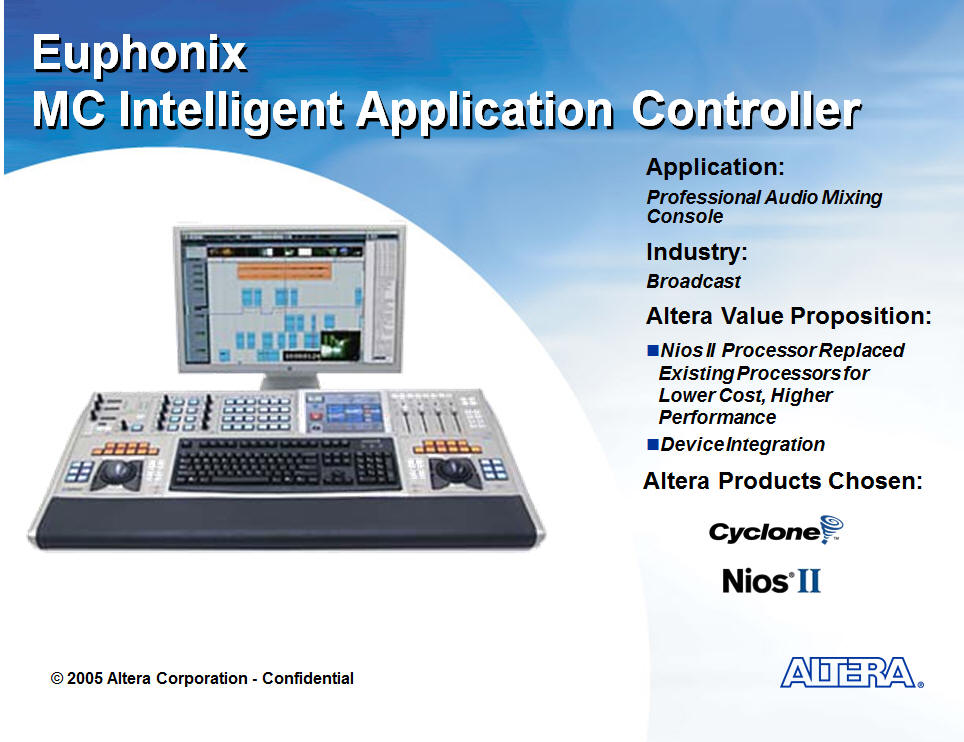 Euphonix
MC Intelligent Application Controller
Application:
Professional Audio Mixing
Console
Industry:
Broadcast
Altera Value Proposition:
Nios II Processor Replaced
Existing Processors for
Lower Cost, Higher
Performance
Device Integration
Altera Products Chosen:
Cyclone™
Nios® II
© 2005 Altera Corporation - Confidential
ALTERA®